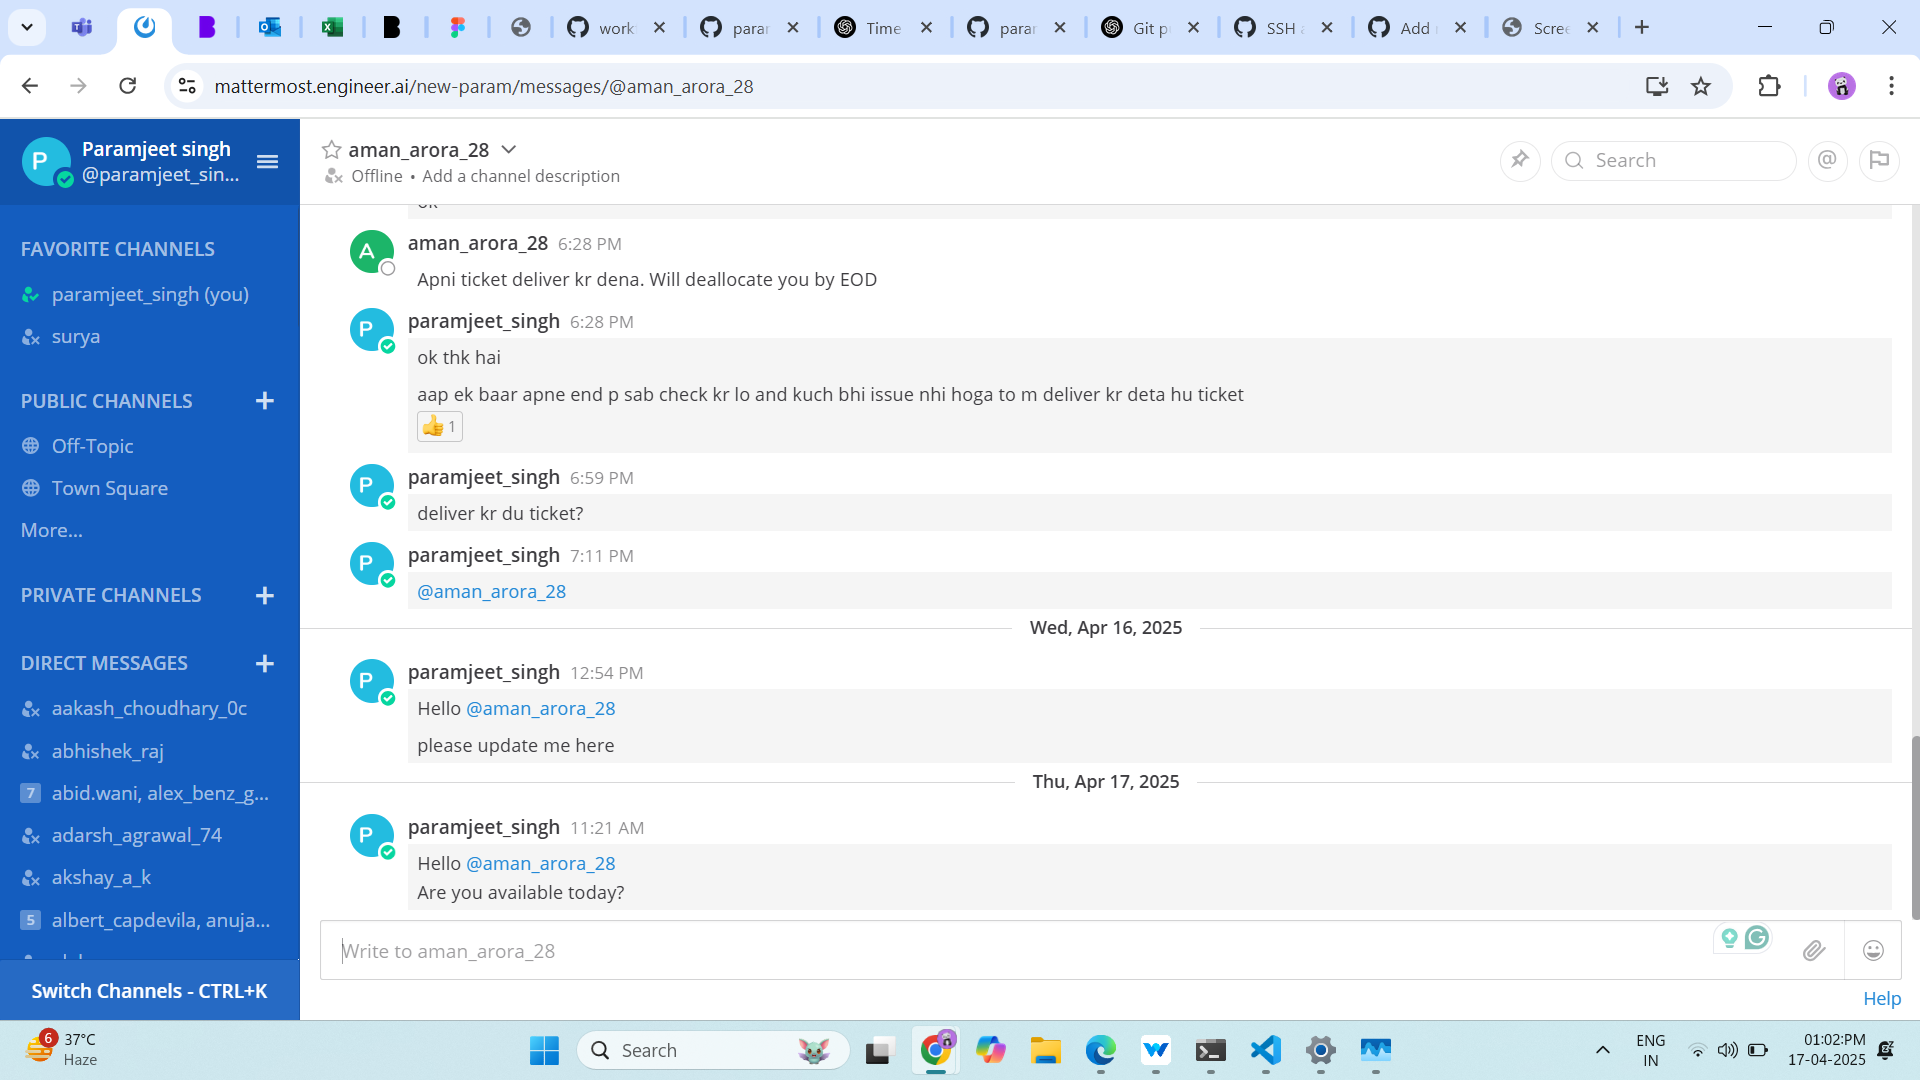 work
parar
Time
parar
Git p
SSH a
Add
Scree
mattermost.engineer.ai/new-param/messages/@aman_arora_28
P
Paramjeet singh
@paramjeet_sin...
FAVORITE CHANNELS
paramjeet_singh (you)
surya
PUBLIC CHANNELS
Off-Topic
Town Square
More...
PRIVATE CHANNELS
DIRECT MESSAGES
aakash_choudhary_0c
abhishek_raj
7 abid.wani, alex_benz_g...
adarsh_agrawal_74
akshay_a_k
5 albert_capdevila, anuja...
Switch Channels - CTRL+K
aman_arora_28
Offline • Add a channel description
Search
@
ok
A
aman_arora_28 6:28 PM
Apni ticket deliver kr dena. Will deallocate you by EOD
P
paramjeet_singh 6:28 PM
ok thk hai
aap ek baar apne end p sab check kr lo and kuch bhi issue nhi hoga to m deliver kr deta hu ticket
1
P
paramjeet_singh 6:59 PM
deliver kr du ticket?
P
paramjeet_singh 7:11 PM
@aman_arora_28
Wed, Apr 16, 2025
P
paramjeet_singh 12:54 PM
Hello @aman_arora_28
please update me here
Thu, Apr 17, 2025
P
paramjeet_singh 11:21 AM
Hello @aman_arora_28
Are you available today?
Write to aman_arora_28
Help
6
37°C
Haze
Search
ENG
IN
01:02:PM
17-04-2025